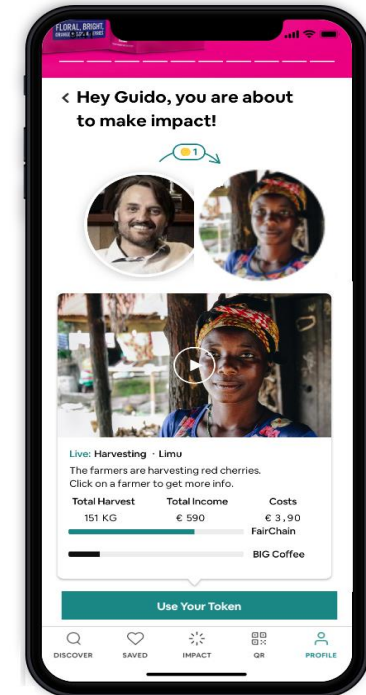 FLORAL, BRIGHT,
< Hey Guido, you are about
to make impact!
1
Live: Harvesting · Limu
The farmers are harvesting red cherries.
Click on a farmer to get more info.
Total Harvest Total Income Costs
151 KG € 590 € 3,90
FairChain
BIG Coffee
Use Your Token
DISCOVER SAVED IMPACT QR PROFILE